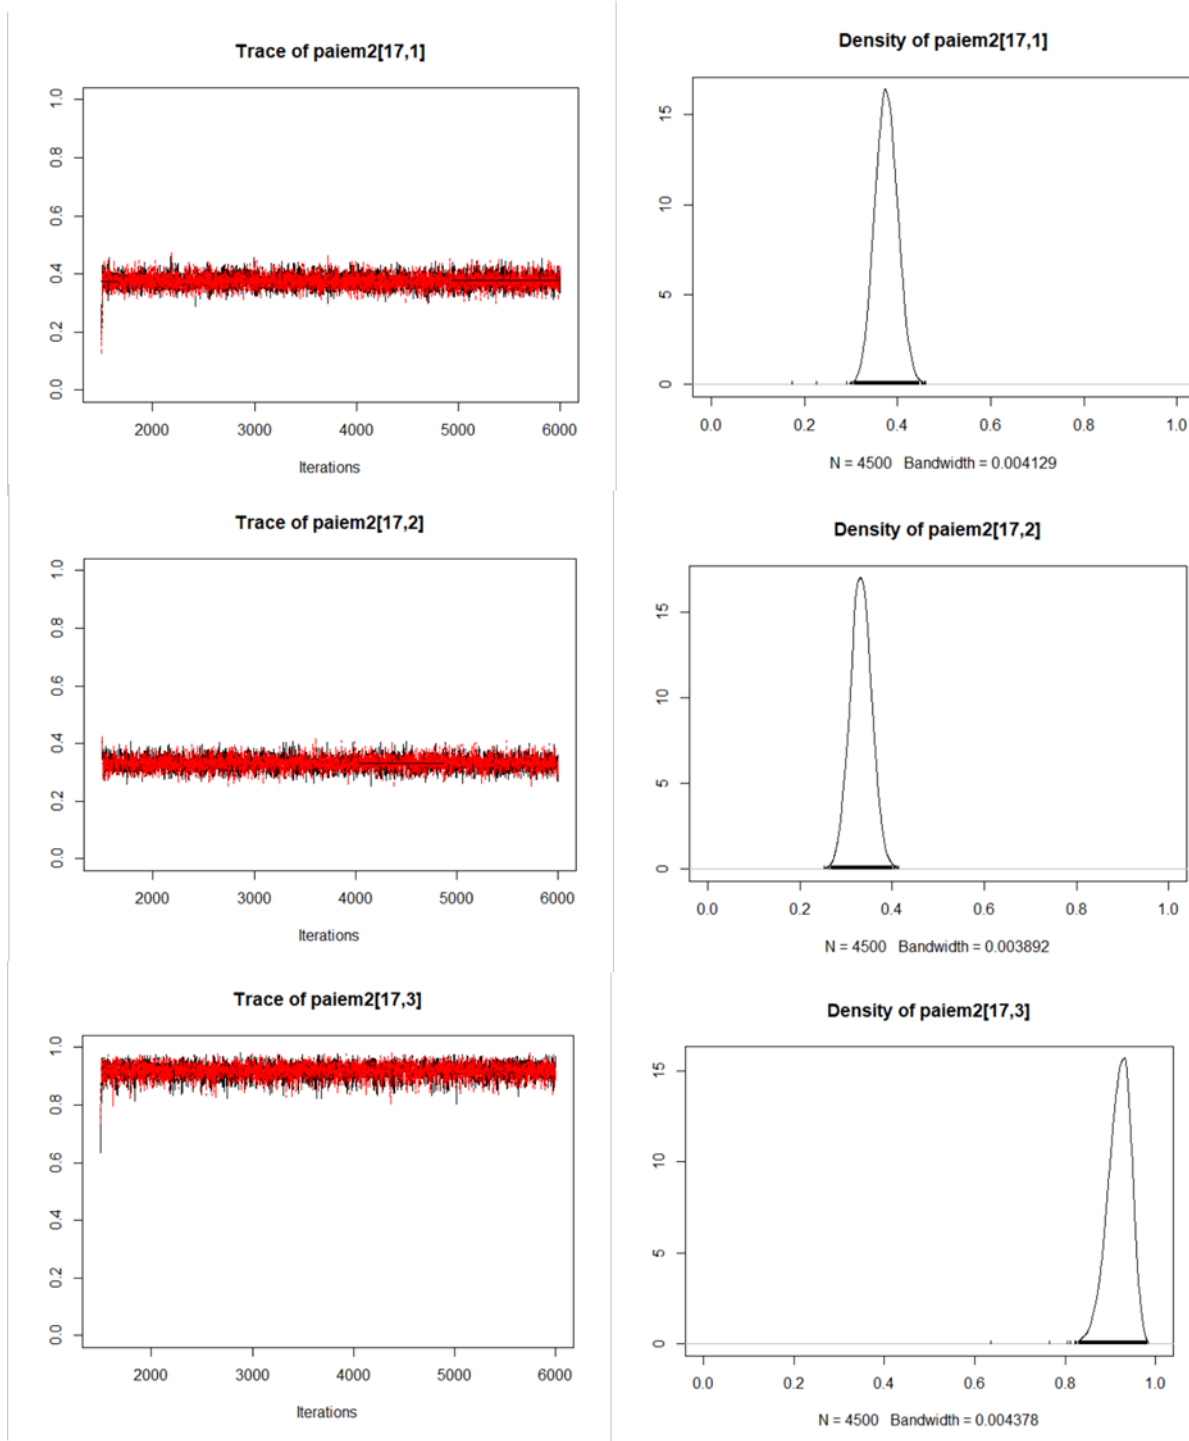 Trace of paiem2[17,1]
1.0
0.8
0.6
0.4
0.2
0.0
2000 3000 4000 5000 6000
Iterations
Density of paiem2[17,1]
15
10
5
0
0.0 0.2 0.4 0.6 0.8 1.0
N = 4500 Bandwidth = 0.004129
Trace of paiem2[17,2]
1.0
0.8
0.6
0.4
0.2
0.0
2000 3000 4000 5000 6000
Iterations
Density of paiem2[17,2]
15
10
5
0
0.0 0.2 0.4 0.6 0.8 1.0
N = 4500 Bandwidth = 0.003892
Trace of paiem2[17,3]
1.0
0.8
0.6
0.4
0.2
0.0
2000 3000 4000 5000 6000
Iterations
Density of paiem2[17,3]
15
10
5
0
0.0 0.2 0.4 0.6 0.8 1.0
N = 4500 Bandwidth = 0.004378